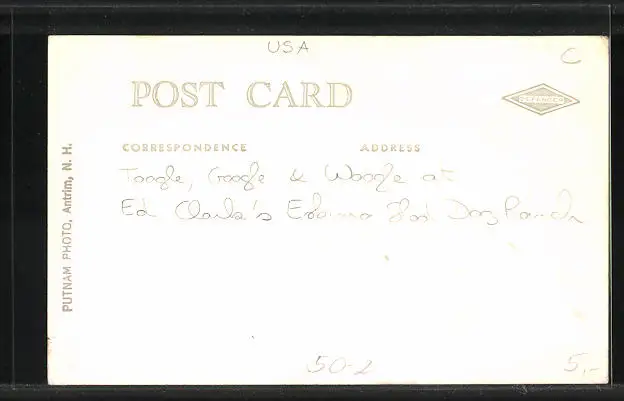 USA
C
POST CARD
DEFENDER
CORRESPONDENCE
ADDRESS
Toogle, Google & Woogle at
Ed Clark's Eskimo Sled Dog Ranch
PUTNAM PHOTO, Antrim, N. H.
50-2
5,-